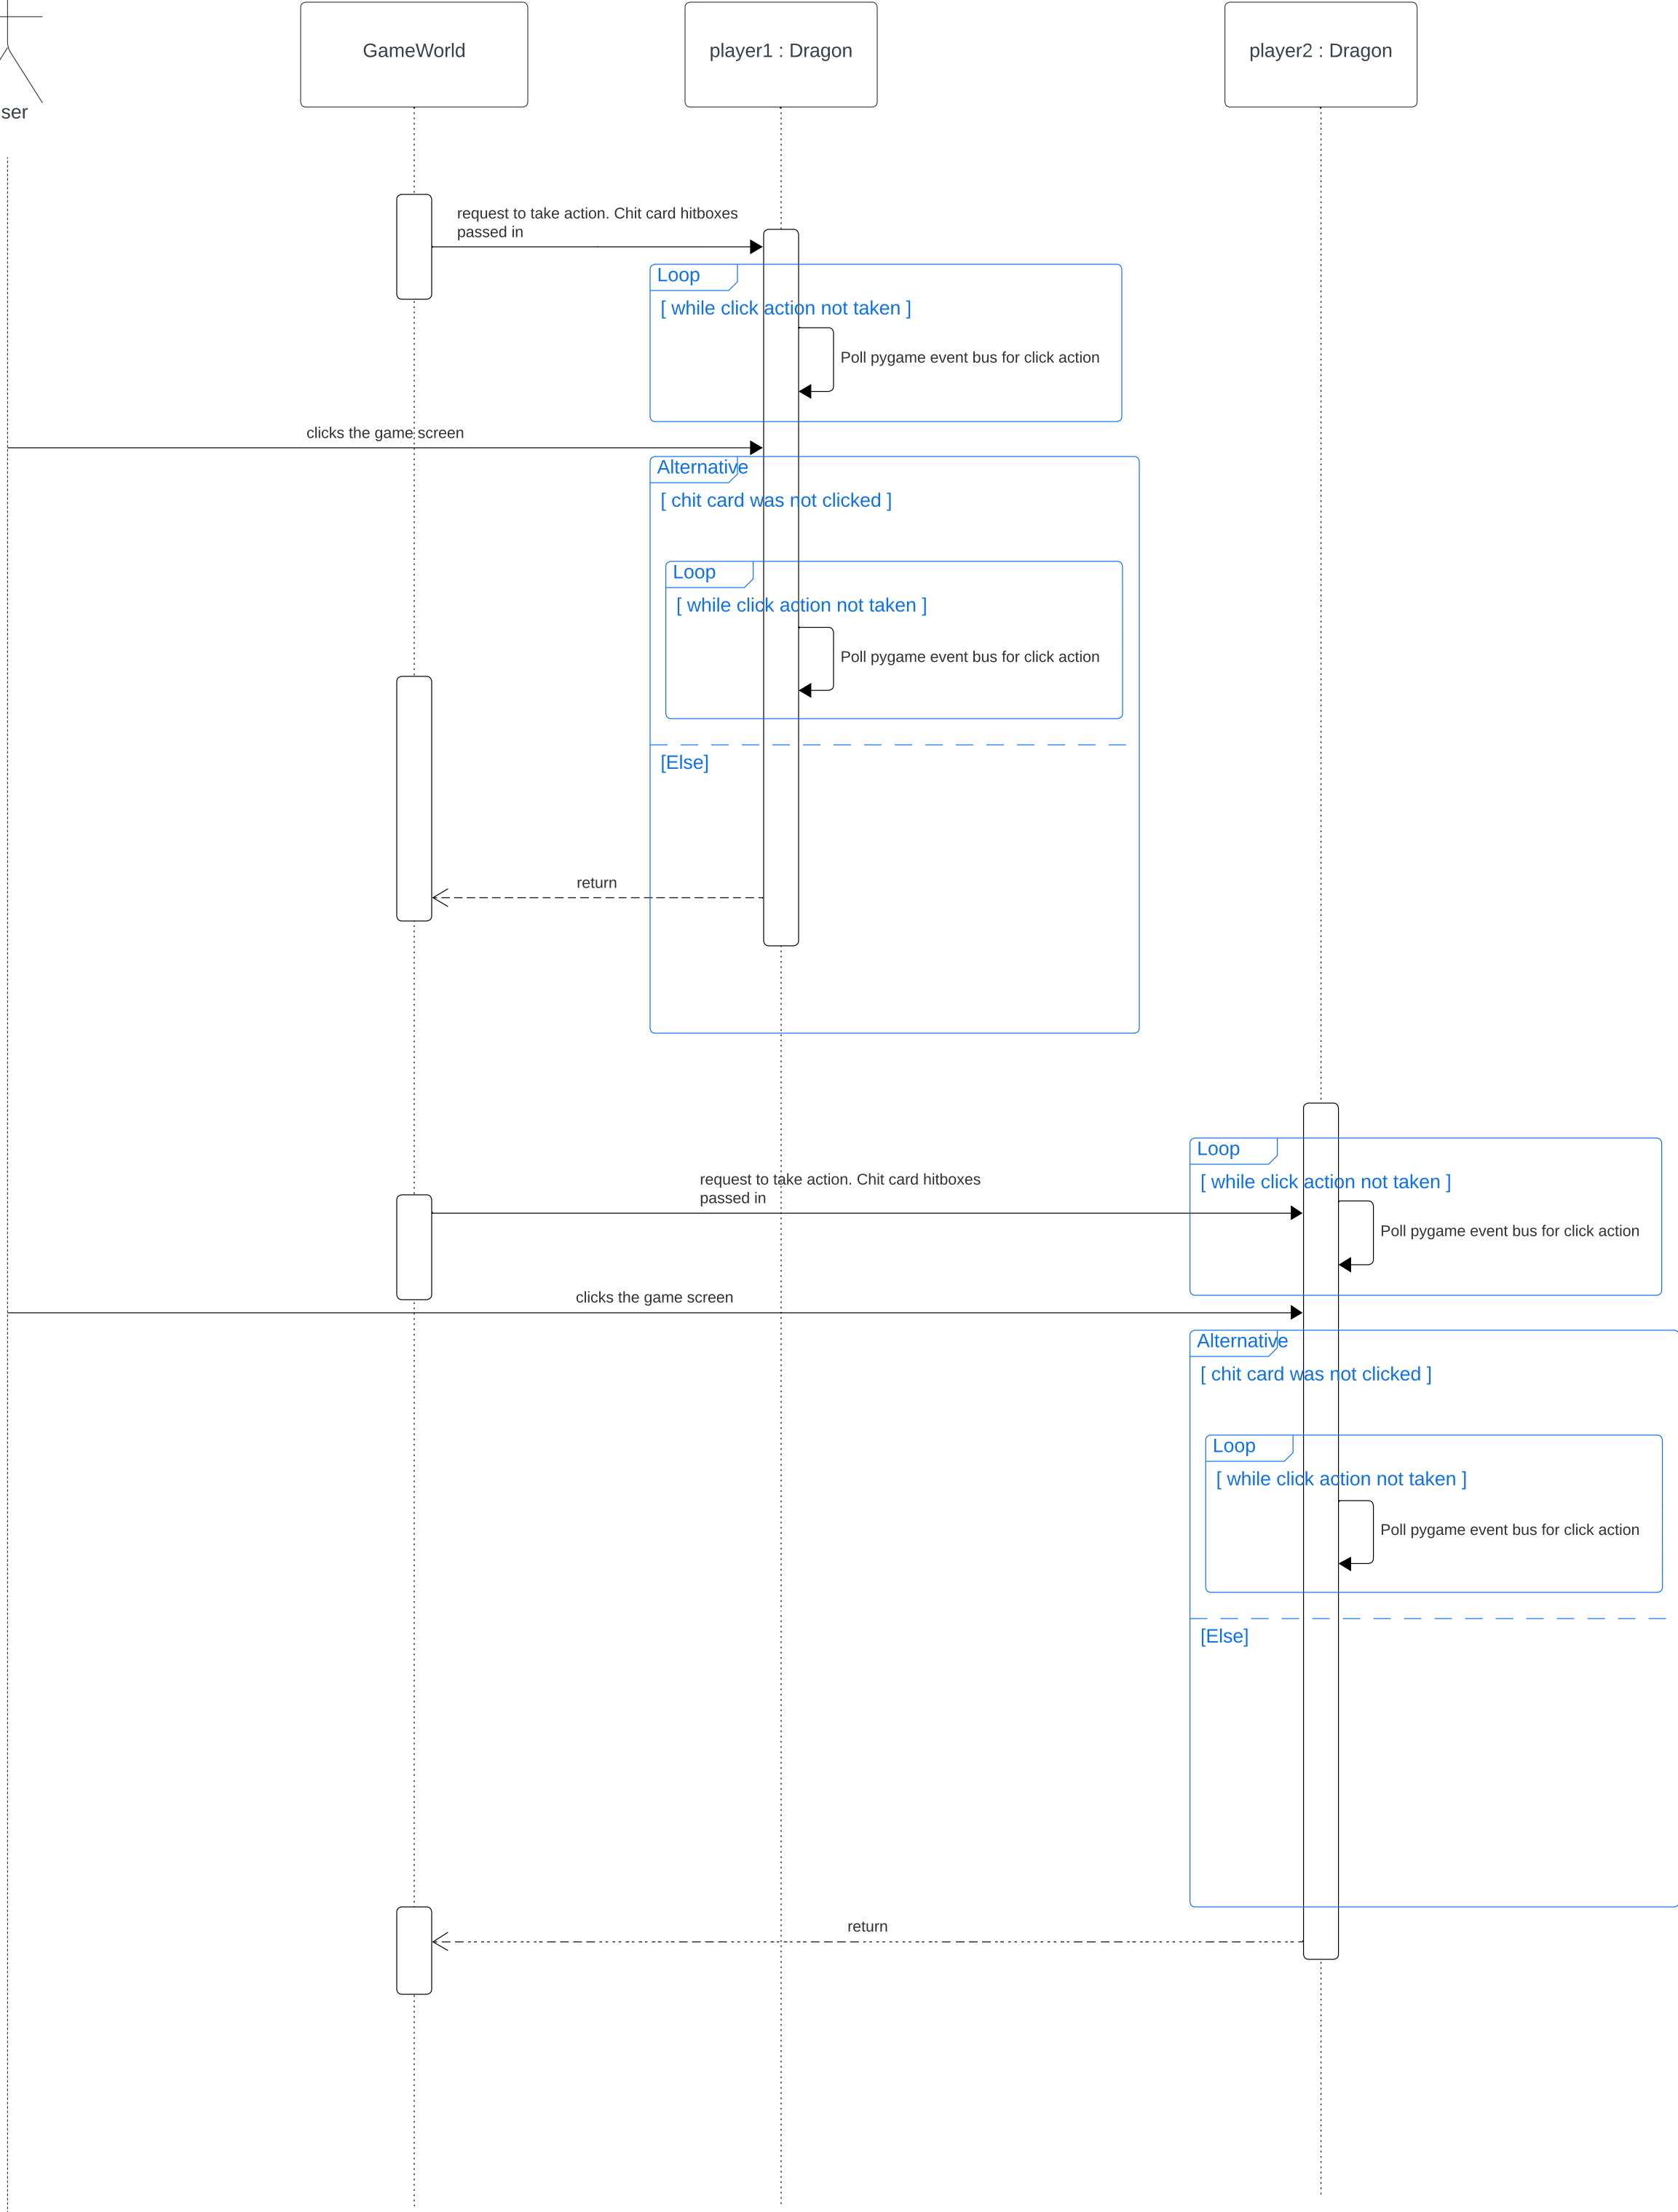 ser
GameWorld
player1 : Dragon
player2 : Dragon
request to take action. Chit card hitboxes
passed in
Loop
[ while click action not taken ]
Poll pygame event bus for click action
clicks the game screen
Alternative
[ chit card was not clicked ]
Loop
[ while click action not taken ]
Poll pygame event bus for click action
[Else]
return
Loop
request to take action. Chit card hitboxes
passed in
[ while click action not taken ]
Poll pygame event bus for click action
clicks the game screen
Alternative
[ chit card was not clicked ]
Loop
[ while click action not taken ]
Poll pygame event bus for click action
[Else]
return